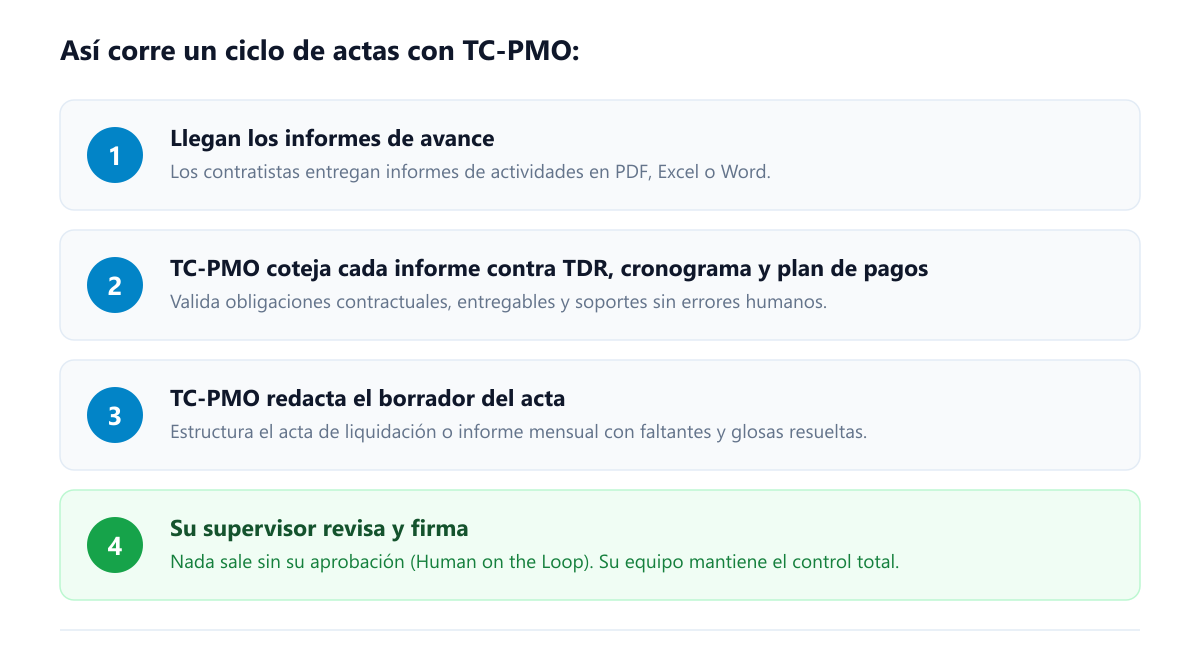 Así corre un ciclo de actas con TC-PMO:
1
Llegan los informes de avance
Los contratistas entregan informes de actividades en PDF, Excel o Word.
2
TC-PMO coteja cada informe contra TDR, cronograma y plan de pagos
Valida obligaciones contractuales, entregables y soportes sin errores humanos.
3
TC-PMO redacta el borrador del acta
Estructura el acta de liquidación o informe mensual con faltantes y glosas resueltas.
4
Su supervisor revisa y firma
Nada sale sin su aprobación (Human on the Loop). Su equipo mantiene el control total.